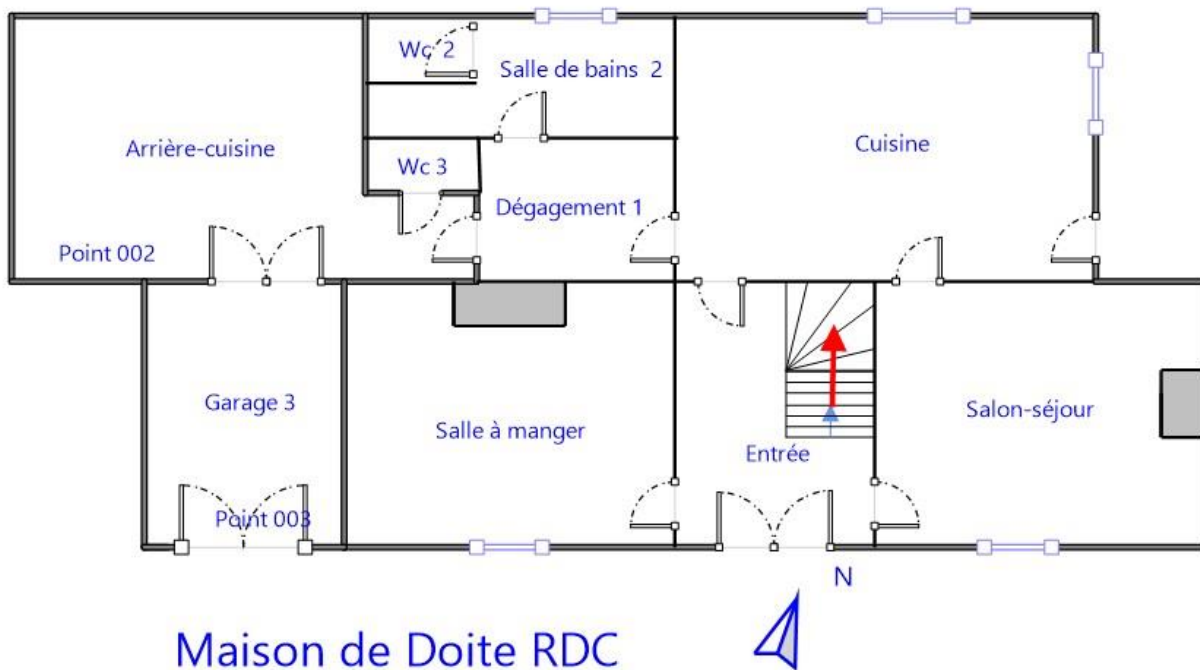 Wc 2
Salle de bains 2
Arrière-cuisine
Cuisine
Wc 3
Dégagement 1
Point 002
Garage 3
Salle à manger
Salon-séjour
Entrée
Point 003
N
Maison de Doite RDC